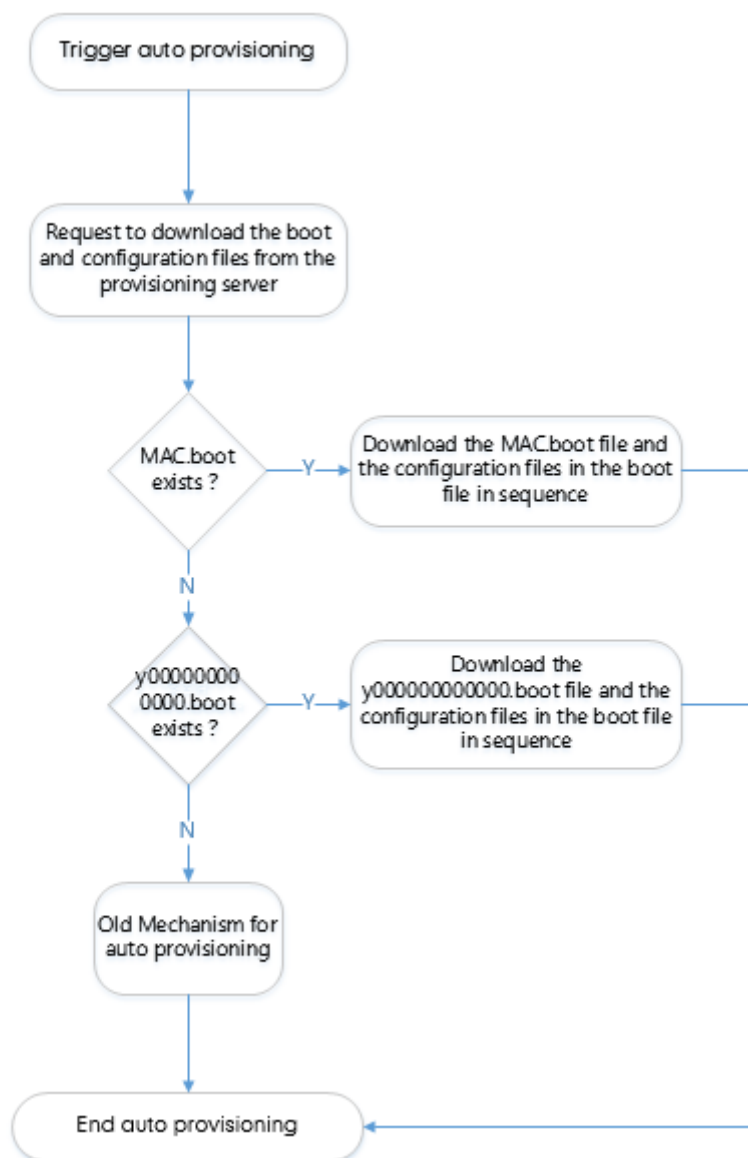 Trigger auto provisioning
Request to download the boot
and configuration files from the
provisioning server
MAC.boot
exists ?
Y
Download the MAC.boot file and
the configuration files in the boot
file in sequence
N
y00000000
0000.boot
exists ?
Y
Download the
y000000000000.boot file and the
configuration files in the boot file
in sequence
N
Old Mechanism for
auto provisioning
End auto provisioning